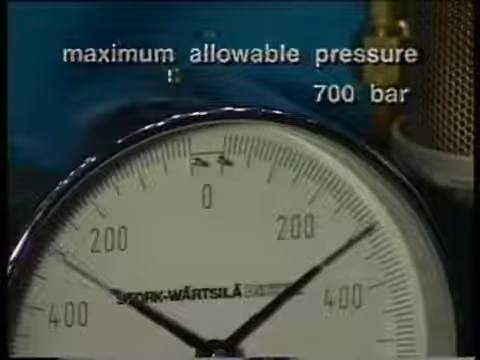 maximum allowable pressure
700 bar
0
200 200
STORK-WÄRTSILÄ
400 400